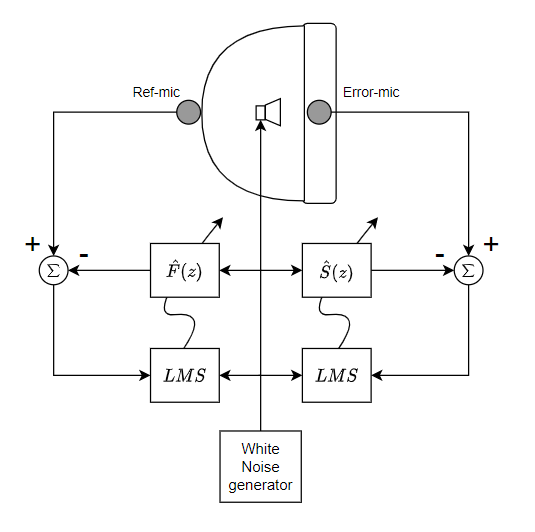 Ref-mic
Error-mic
+
-
-
+
Σ
F̂(z)
Ŝ(z)
Σ
LMS
LMS
White
Noise
generator